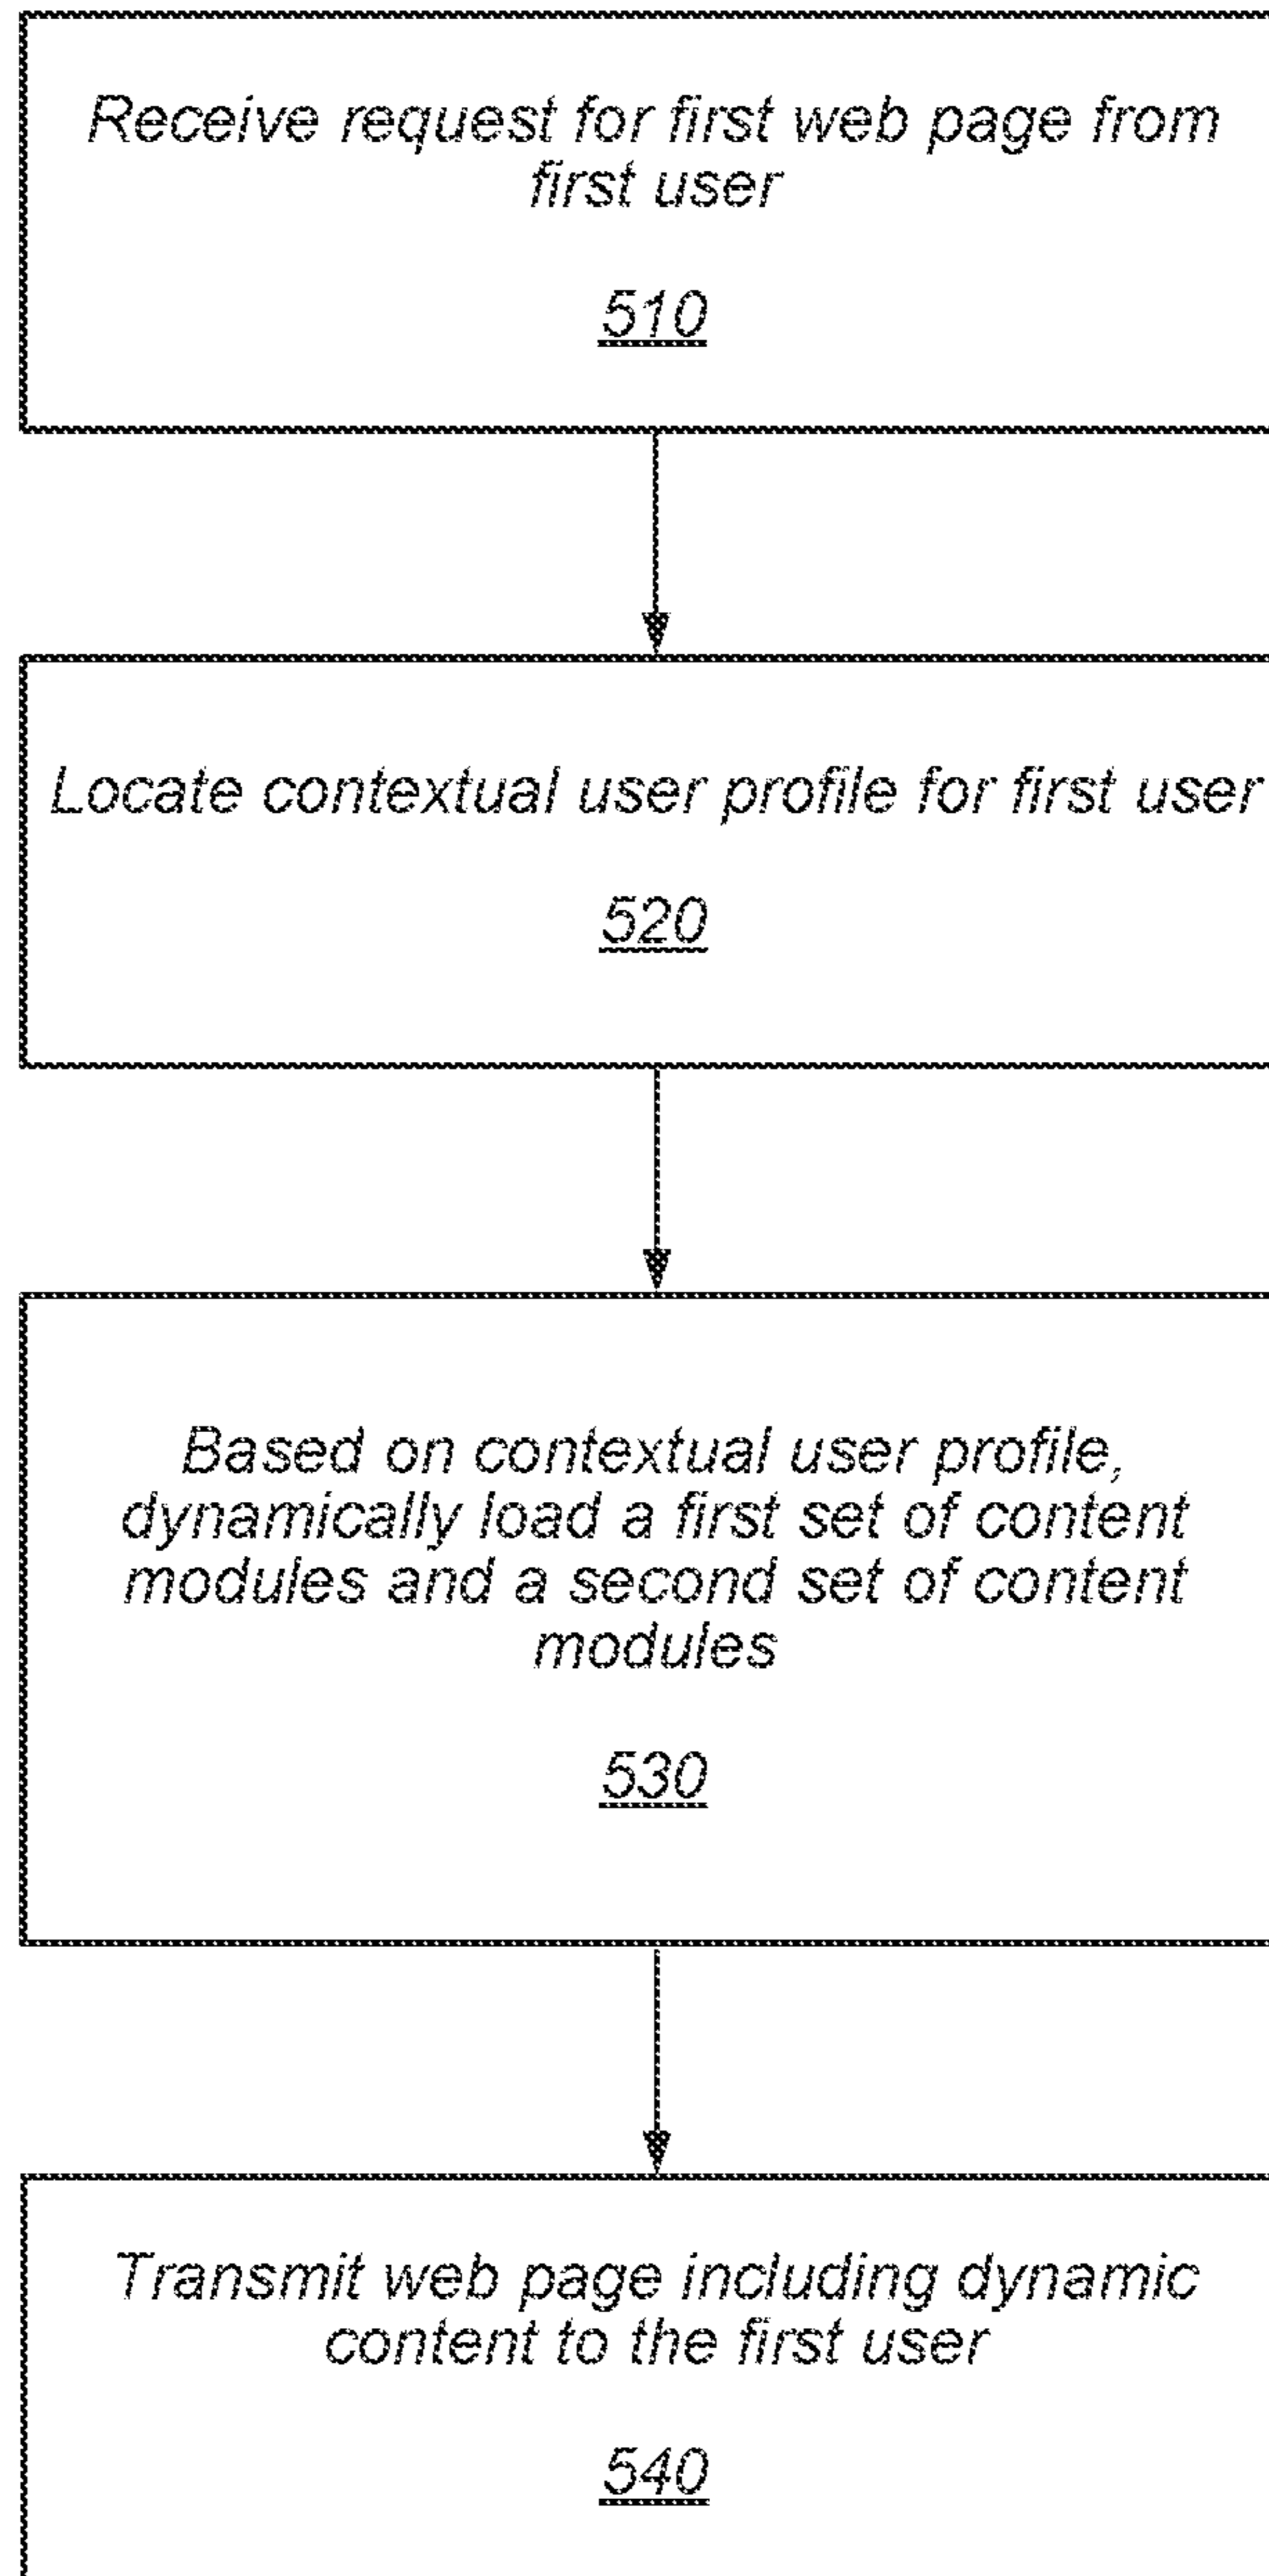 Receive request for first web page from
first user
510
Locate contextual user profile for first user
520
Based on contextual user profile,
dynamically load a first set of content
modules and a second set of content
modules
530
Transmit web page including dynamic
content to the first user
540